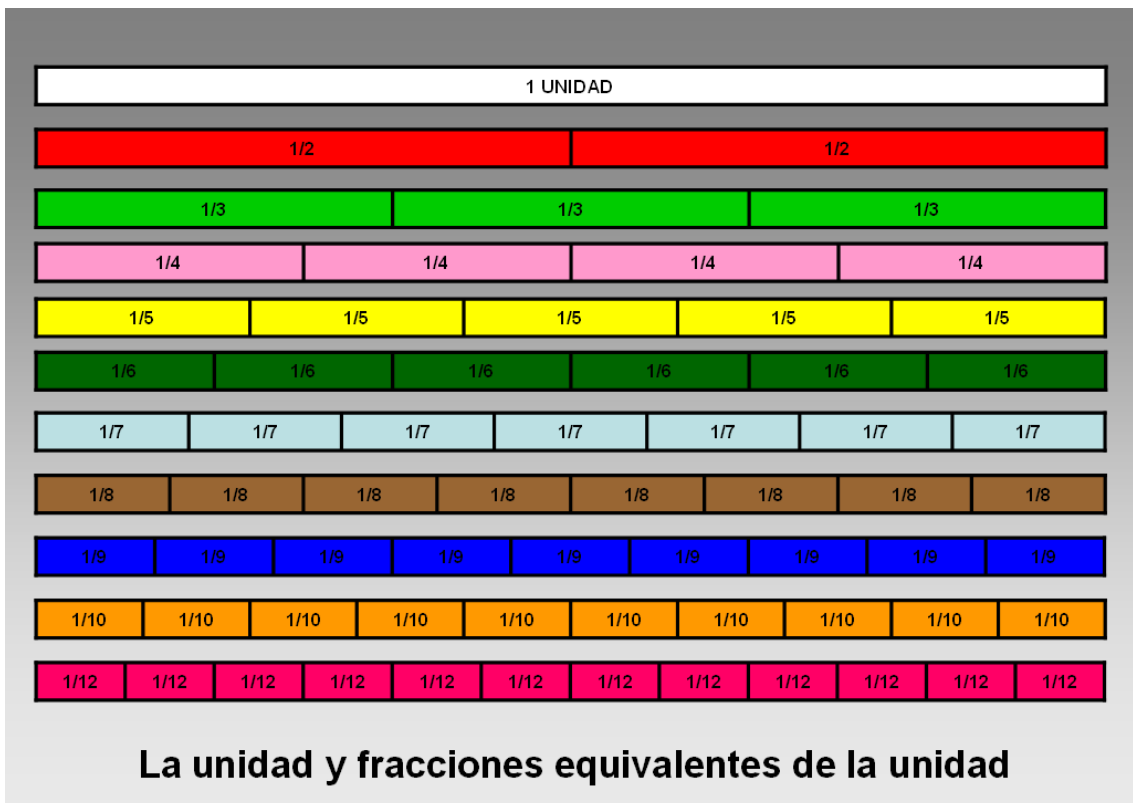 1 UNIDAD
1/2 1/2
1/3 1/3 1/3
1/4 1/4 1/4 1/4
1/5 1/5 1/5 1/5 1/5
1/6 1/6 1/6 1/6 1/6 1/6
1/7 1/7 1/7 1/7 1/7 1/7 1/7
1/8 1/8 1/8 1/8 1/8 1/8 1/8 1/8
1/9 1/9 1/9 1/9 1/9 1/9 1/9 1/9 1/9
1/10 1/10 1/10 1/10 1/10 1/10 1/10 1/10 1/10 1/10
1/12 1/12 1/12 1/12 1/12 1/12 1/12 1/12 1/12 1/12 1/12 1/12
La unidad y fracciones equivalentes de la unidad